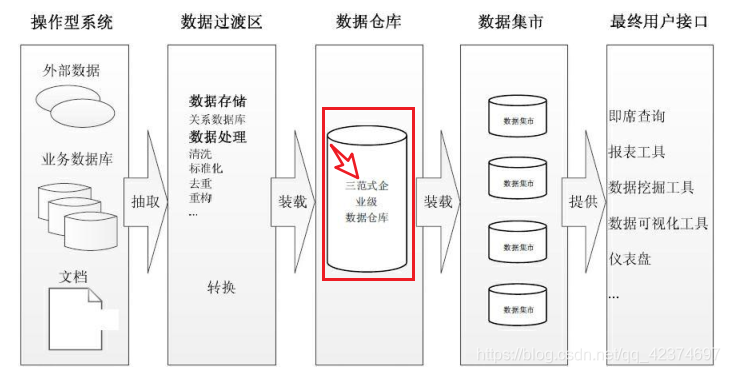 操作型系统
数据过渡区
数据仓库
数据集市
最终用户接口
外部数据
业务数据库
文档
抽取
数据存储
关系数据库
数据处理
清洗
标准化
去重
重构
...
转换
装载
三范式企
业级
数据仓库
装载
数据集市
数据集市
数据集市
数据集市
提供
即席查询
报表工具
数据挖掘工具
数据可视化工具
仪表盘
...
https://blog.csdn.net/qq_42374697